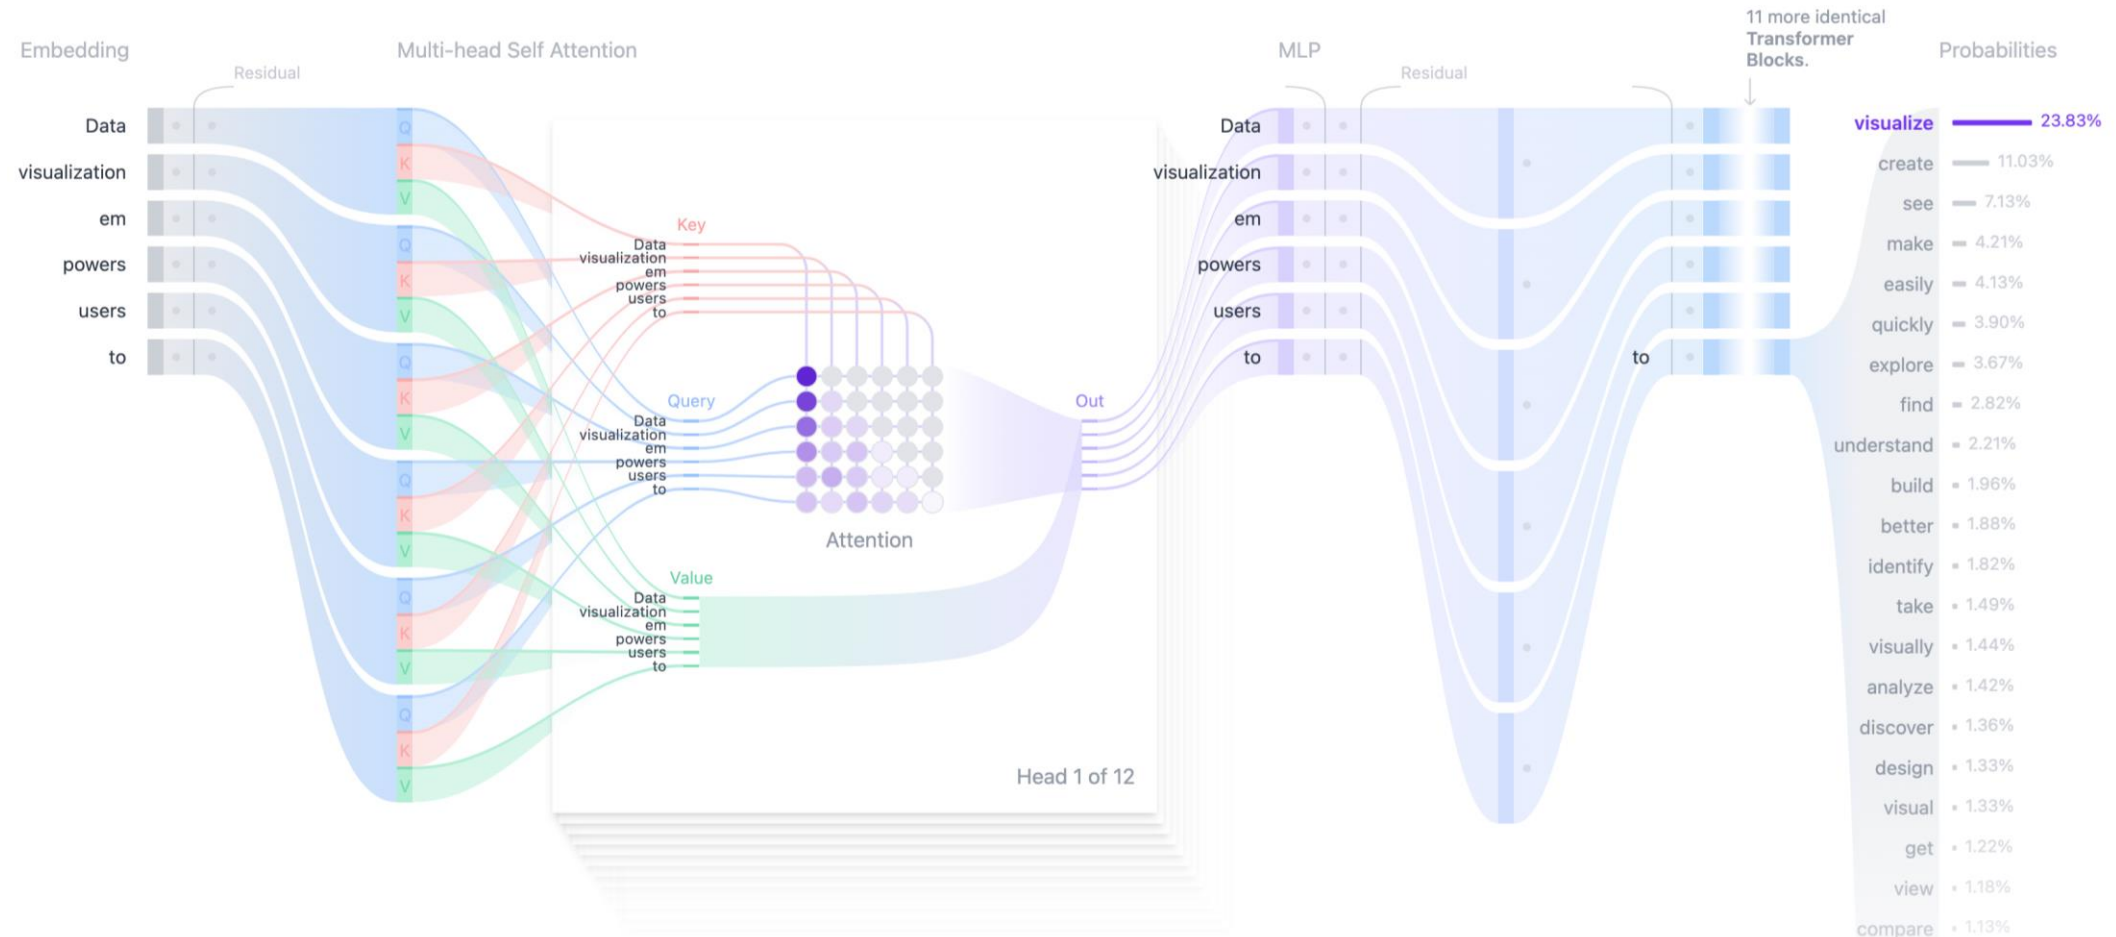 Embedding
Multi-head Self Attention
MLP
11 more identical
Transformer
Blocks.
Probabilities
Residual
Residual
Data
visualization
em
powers
users
to
Q
K
V
Q
K
V
Q
K
V
Q
K
V
Q
K
V
Q
K
V
Key
Data
visualization
em
powers
users
to
Query
Data
visualization
em
powers
users
to
Attention
Value
Data
visualization
em
powers
users
to
Out
Head 1 of 12
Data
visualization
em
powers
users
to
to
visualize 23.83%
create 11.03%
see 7.13%
make 4.21%
easily 4.13%
quickly 3.90%
explore 3.67%
find 2.82%
understand 2.21%
build 1.96%
better 1.88%
identify 1.82%
take 1.49%
visually 1.44%
analyze 1.42%
discover 1.36%
design 1.33%
visual 1.33%
get 1.22%
view 1.18%
compare 1.13%